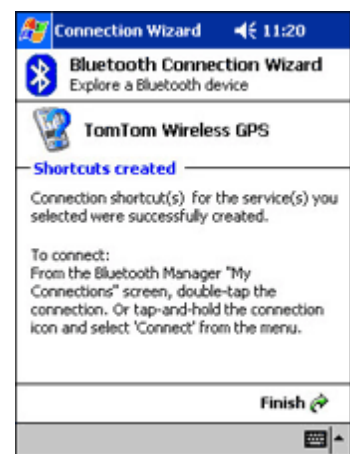 Connection Wizard 11:20
Bluetooth Connection Wizard
Explore a Bluetooth device
TomTom Wireless GPS
Shortcuts created
Connection shortcut(s) for the service(s) you
selected were successfully created.
To connect:
From the Bluetooth Manager "My
Connections" screen, double-tap the
connection. Or tap-and-hold the connection
icon and select 'Connect' from the menu.
Finish